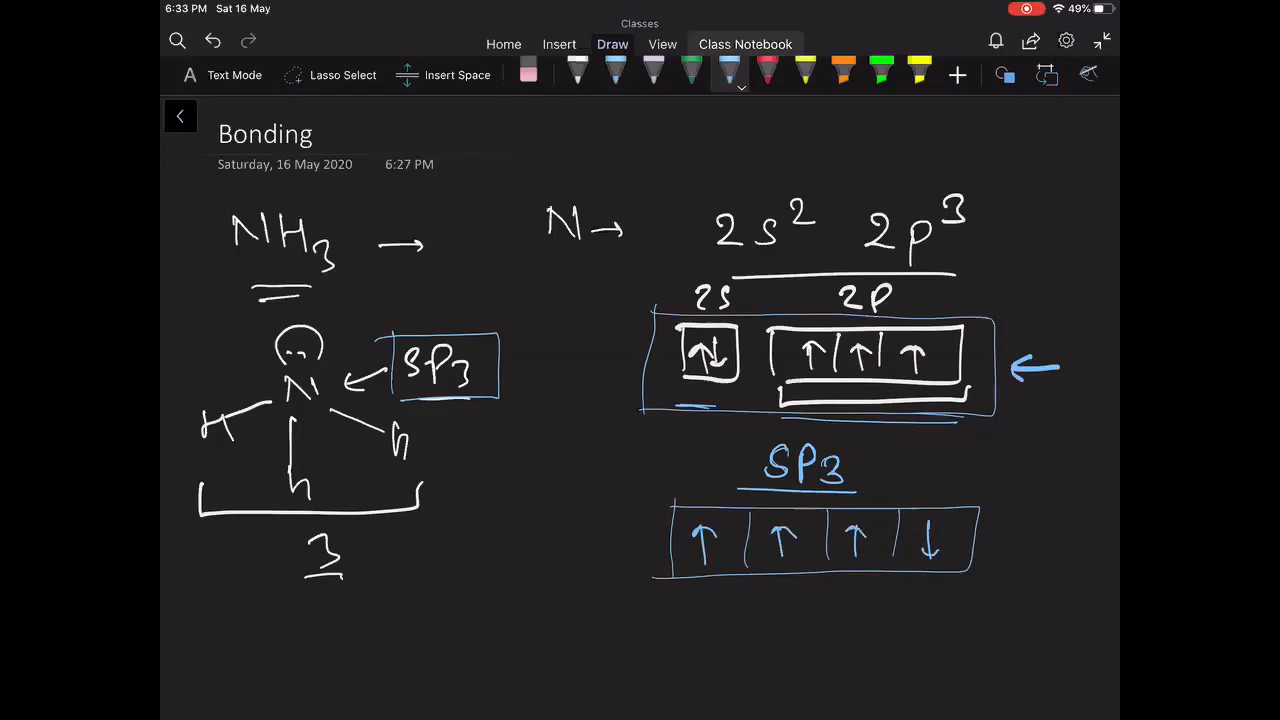 6:33 PM Sat 16 May
49%
Classes
Home Insert Draw View Class Notebook
Text Mode Lasso Select Insert Space
Bonding
Saturday, 16 May 2020 6:27 PM
NH3 → N → 2s² 2p³
2s 2p
N SP3
H h
h
3
SP3